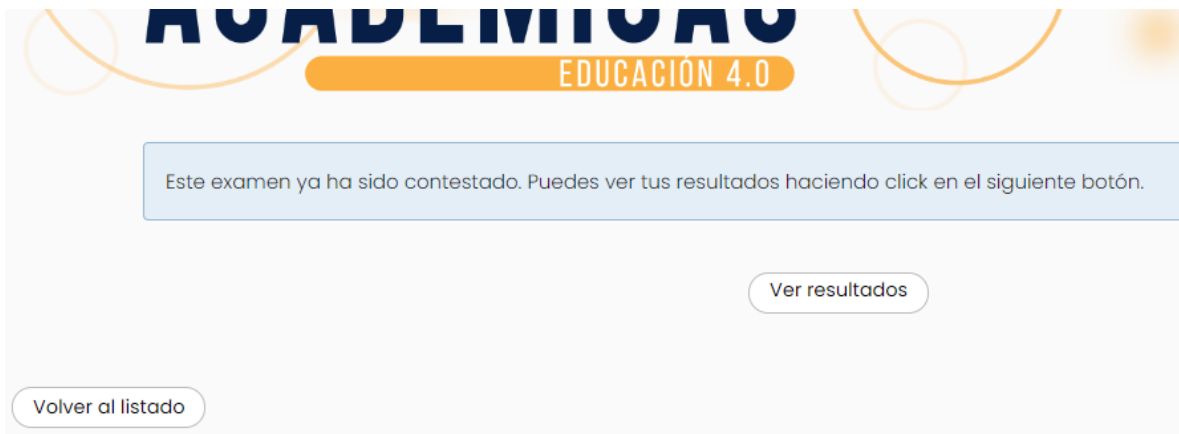 ACADÉMICAS
EDUCACIÓN 4.0
Este examen ya ha sido contestado. Puedes ver tus resultados haciendo click en el siguiente botón.
Ver resultados
Volver al listado